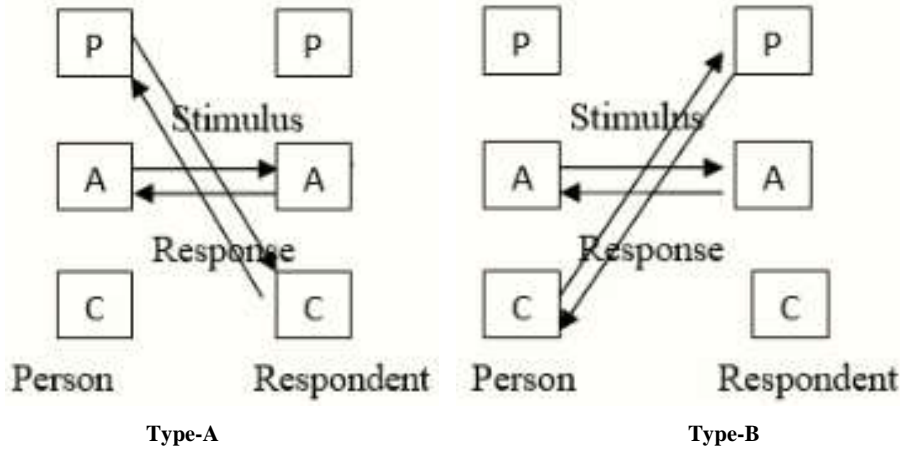 P P P P
Stimulus Stimulus
A A A A
Response Response
C C C C
Person Respondent Person Respondent
Type-A Type-B